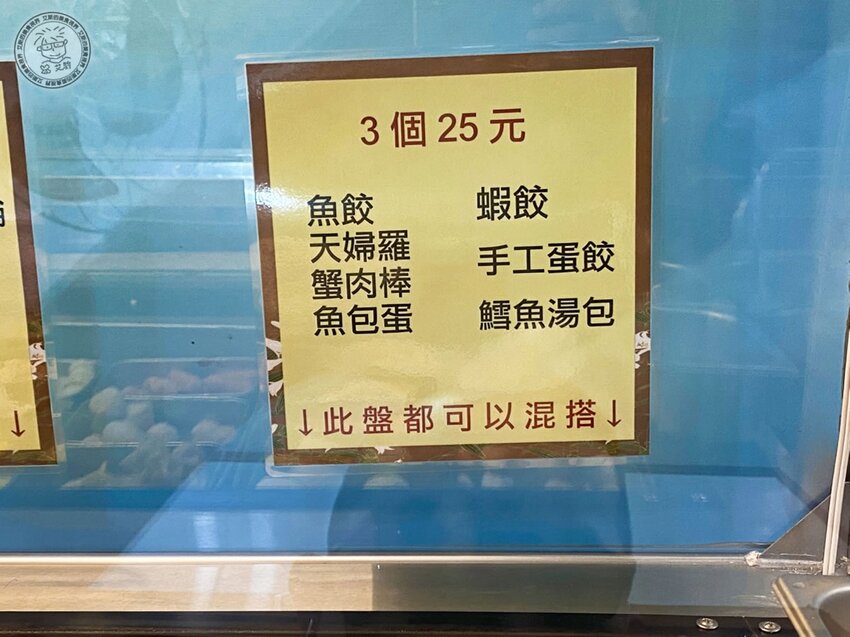 3個25元
魚餃
天婦羅
蟹肉棒
魚包蛋
蝦餃
手工蛋餃
鱈魚湯包
↓此盤都可以混搭↓
↓